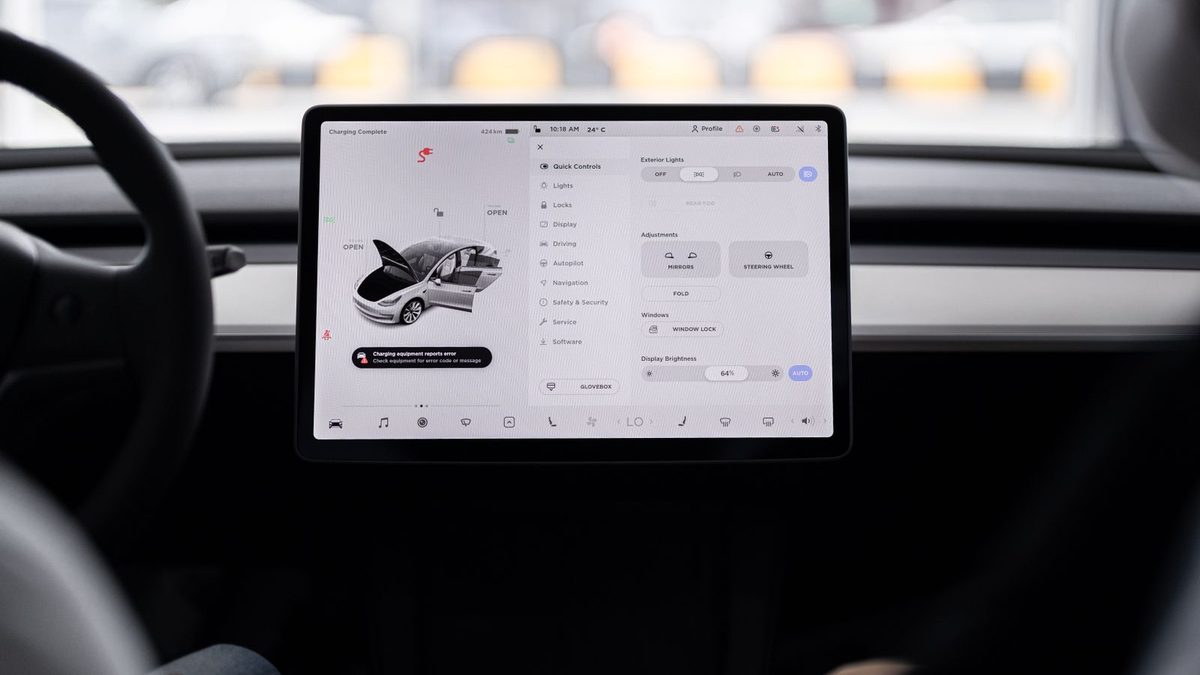 Charging Complete
424 km
10:18 AM 24°C
Profile
OPEN
OPEN
Charging equipment reports error
Check equipment for error code or message
Quick Controls
Lights
Locks
Display
Driving
Autopilot
Navigation
Safety & Security
Service
Software
GLOVEBOX
Exterior Lights
OFF
AUTO
REAR FOG
Adjustments
MIRRORS
STEERING WHEEL
FOLD
Windows
WINDOW LOCK
Display Brightness
64%
AUTO
LO